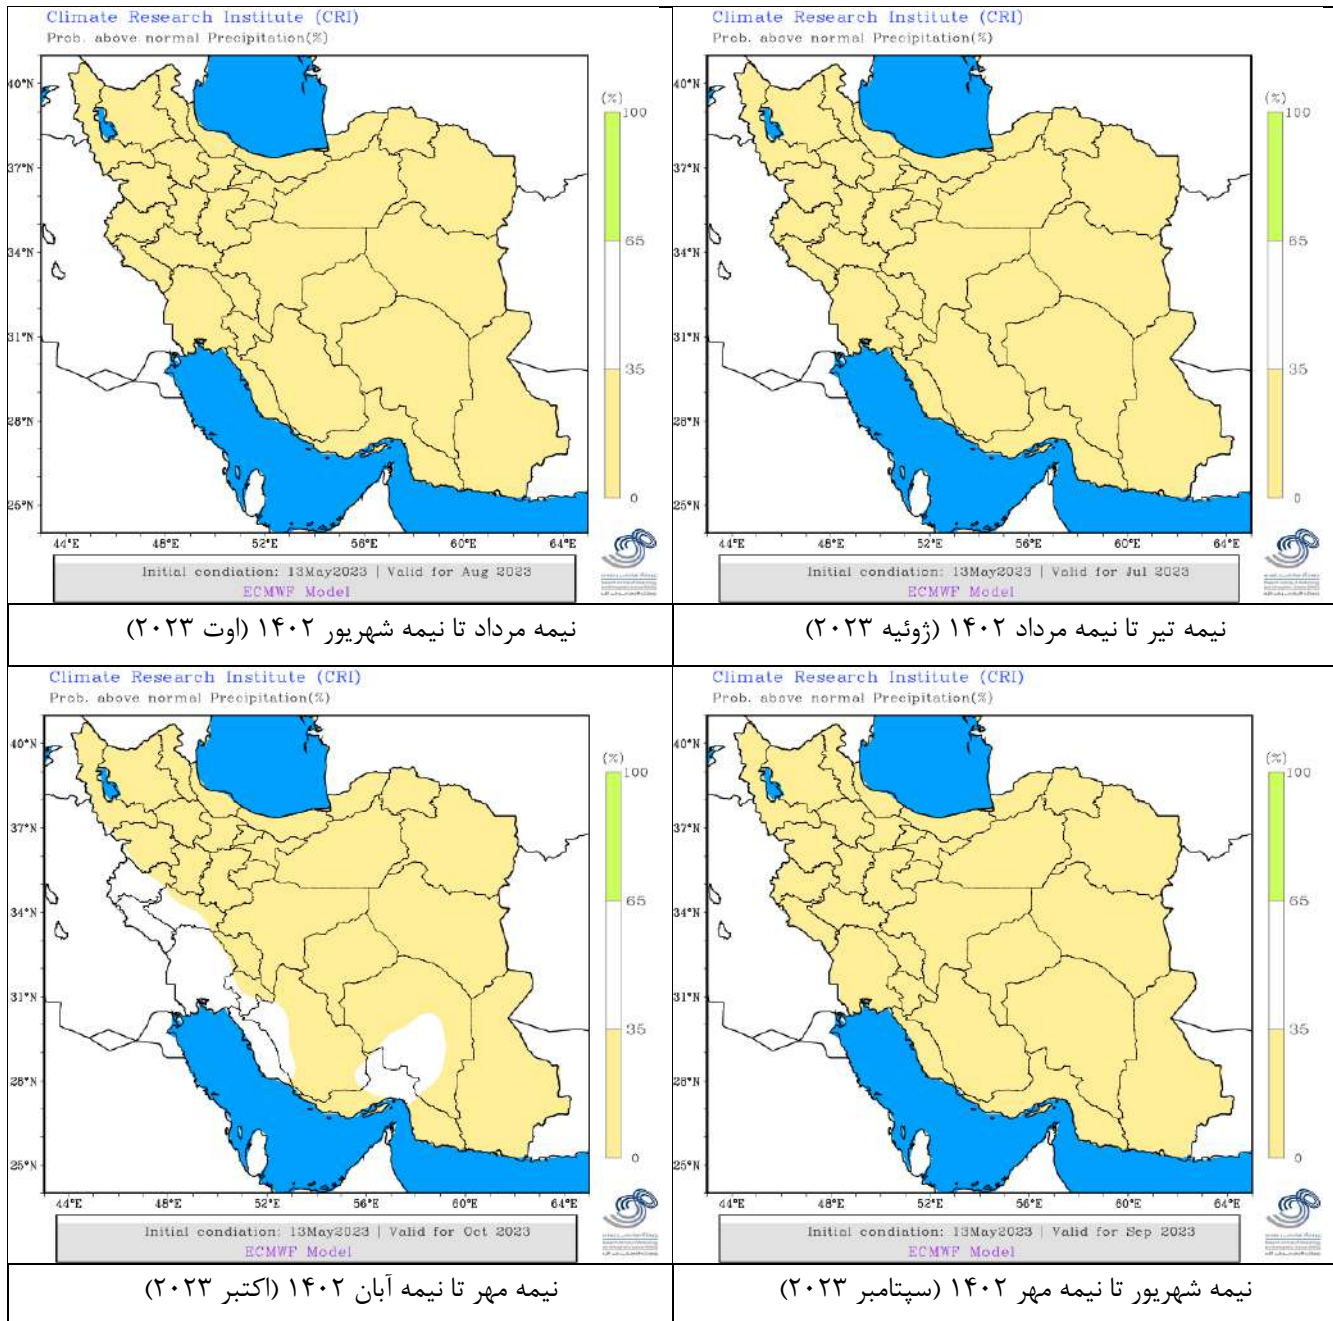 Climate Research Institute (CRI)
Prob. above normal Precipitation(%)
40°N
37°N
34°N
31°N
28°N
25°N
44°E 48°E 52°E 56°E 60°E 64°E
(%)
100
65
35
0
Initial condiation: 13May2023 | Valid for Jul 2023
ECMWF Model
نیمه تیر تا نیمه مرداد ۱۴۰۲ (ژوئیه ۲۰۲۳)
Climate Research Institute (CRI)
Prob. above normal Precipitation(%)
40°N
37°N
34°N
31°N
28°N
25°N
44°E 48°E 52°E 56°E 60°E 64°E
(%)
100
65
35
0
Initial condiation: 13May2023 | Valid for Aug 2023
ECMWF Model
نیمه مرداد تا نیمه شهریور ۱۴۰۲ (اوت ۲۰۲۳)
Climate Research Institute (CRI)
Prob. above normal Precipitation(%)
40°N
37°N
34°N
31°N
28°N
25°N
44°E 48°E 52°E 56°E 60°E 64°E
(%)
100
65
35
0
Initial condiation: 13May2023 | Valid for Sep 2023
ECMWF Model
نیمه شهریور تا نیمه مهر ۱۴۰۲ (سپتامبر ۲۰۲۳)
Climate Research Institute (CRI)
Prob. above normal Precipitation(%)
40°N
37°N
34°N
31°N
28°N
25°N
44°E 48°E 52°E 56°E 60°E 64°E
(%)
100
65
35
0
Initial condiation: 13May2023 | Valid for Oct 2023
ECMWF Model
نیمه مهر تا نیمه آبان ۱۴۰۲ (اکتبر ۲۰۲۳)